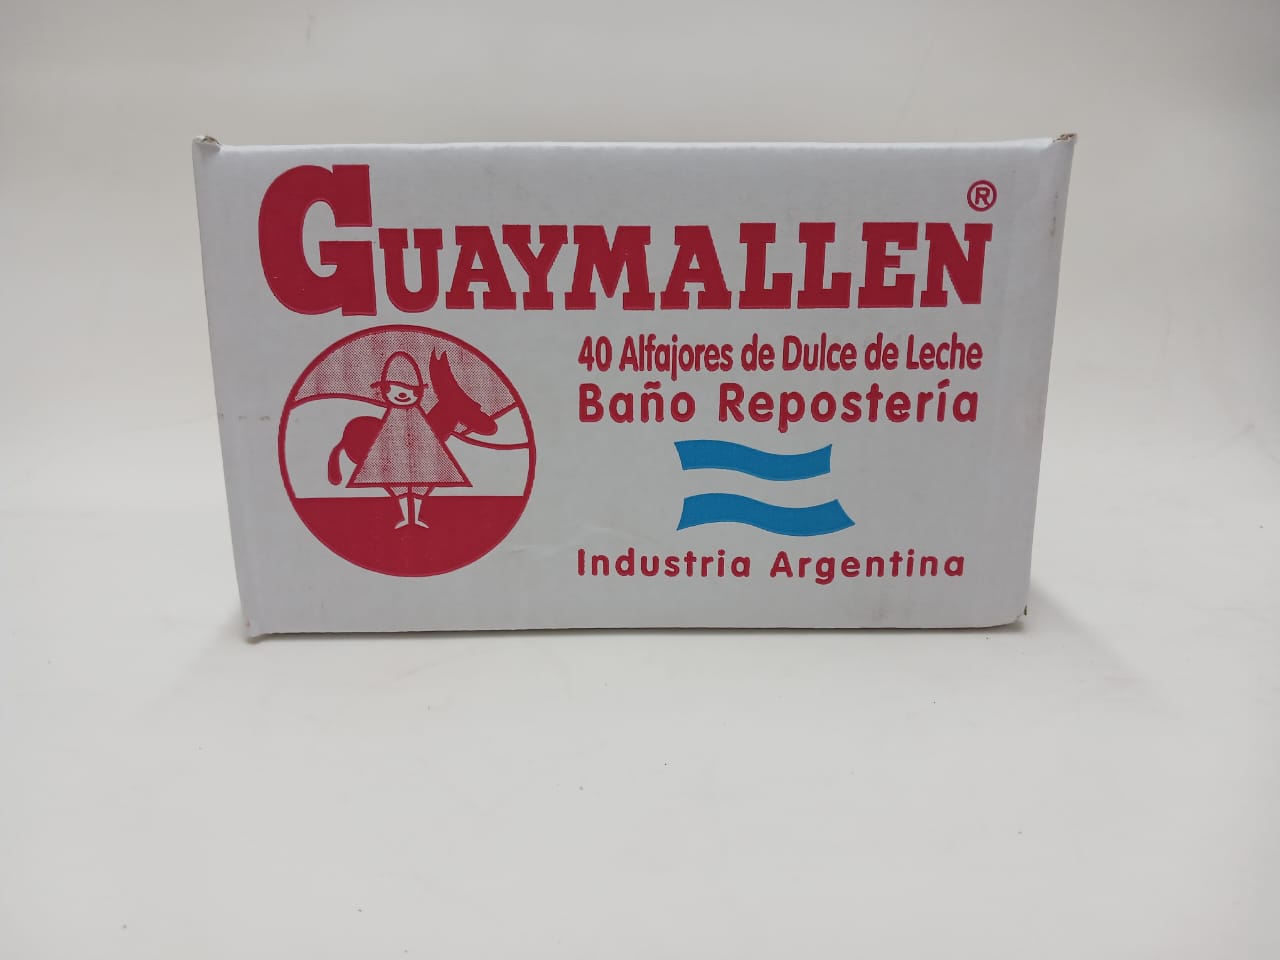 GUAYMALLEN ®
40 Alfajores de Dulce de Leche
Baño Repostería
Industria Argentina